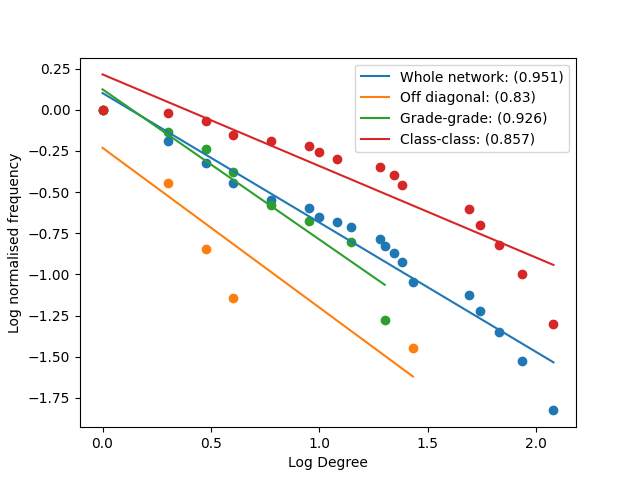 Whole network: (0.951)
Off diagonal: (0.83)
Grade-grade: (0.926)
Class-class: (0.857)
0.25
0.00
−0.25
−0.50
−0.75
−1.00
−1.25
−1.50
−1.75
Log normalised frequency
0.0 0.5 1.0 1.5 2.0
Log Degree